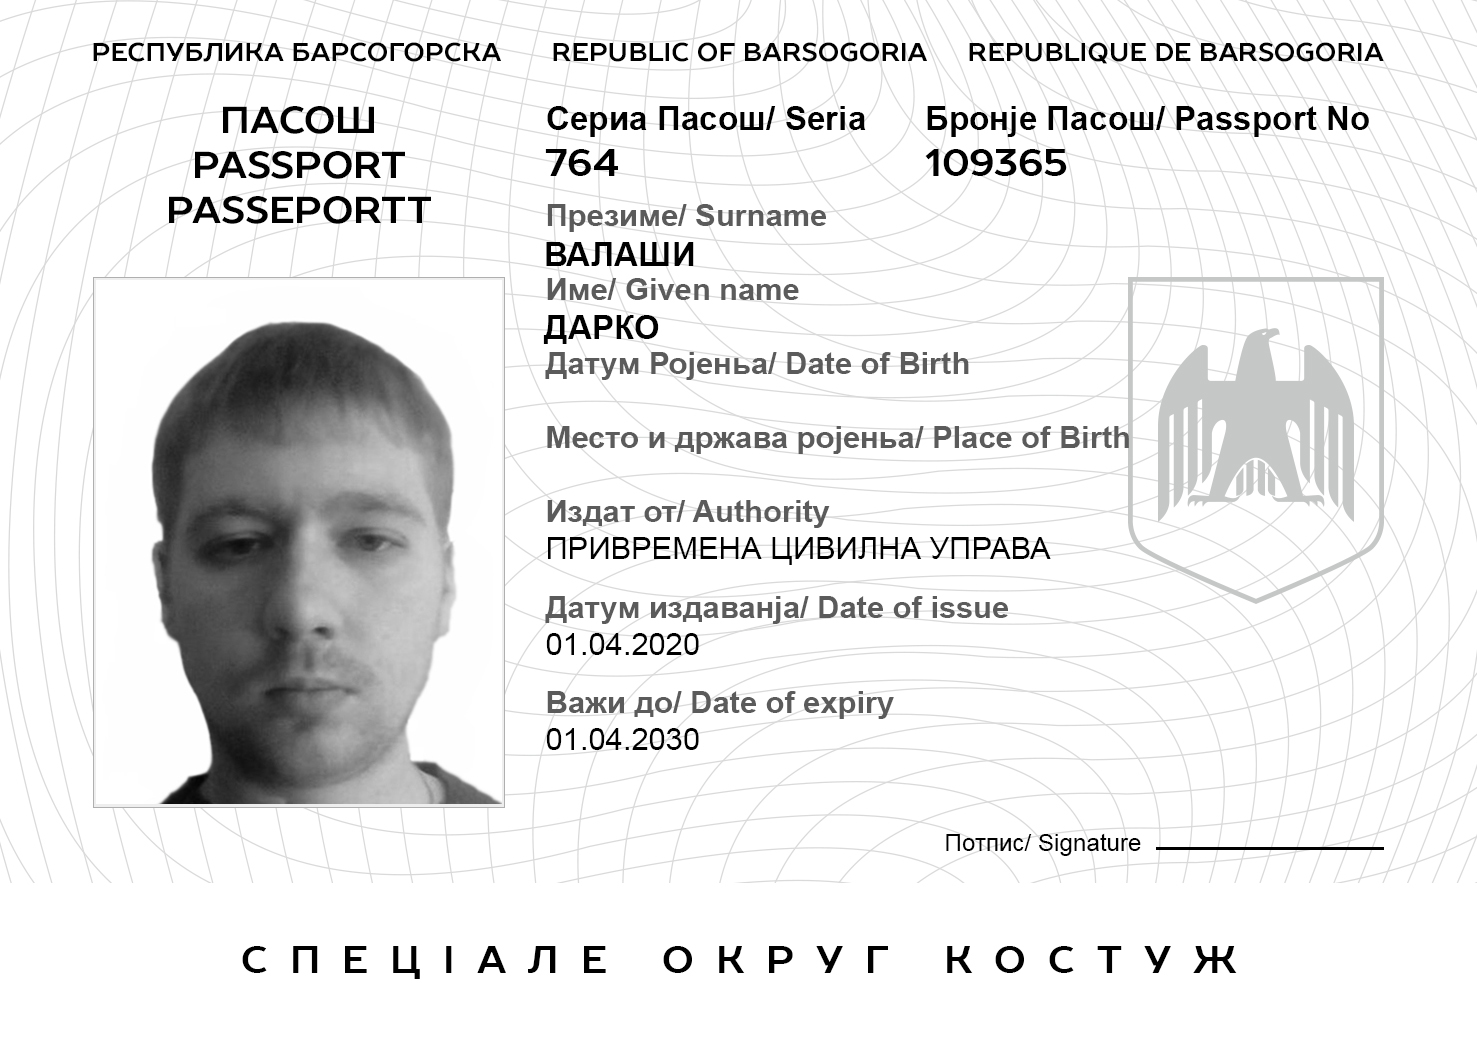 РЕСПУБЛИКА БАРСОГОРСКА REPUBLIC OF BARSOGORIA REPUBLIQUE DE BARSOGORIA
ПАСОШ
PASSPORT
PASSEPORTT
Сериа Пасош/ Seria Бронје Пасош/ Passport No
764 109365
Презиме/ Surname
ВАЛАШИ
Име/ Given name
ДАРКО
Датум Ројења/ Date of Birth
Место и држава ројења/ Place of Birth
Издат от/ Authority
ПРИВРЕМЕНА ЦИВИЛНА УПРАВА
Датум издаванја/ Date of issue
01.04.2020
Важи до/ Date of expiry
01.04.2030
Потпис/ Signature
СПЕЦІАЛЕ ОКРУГ КОСТУЖ